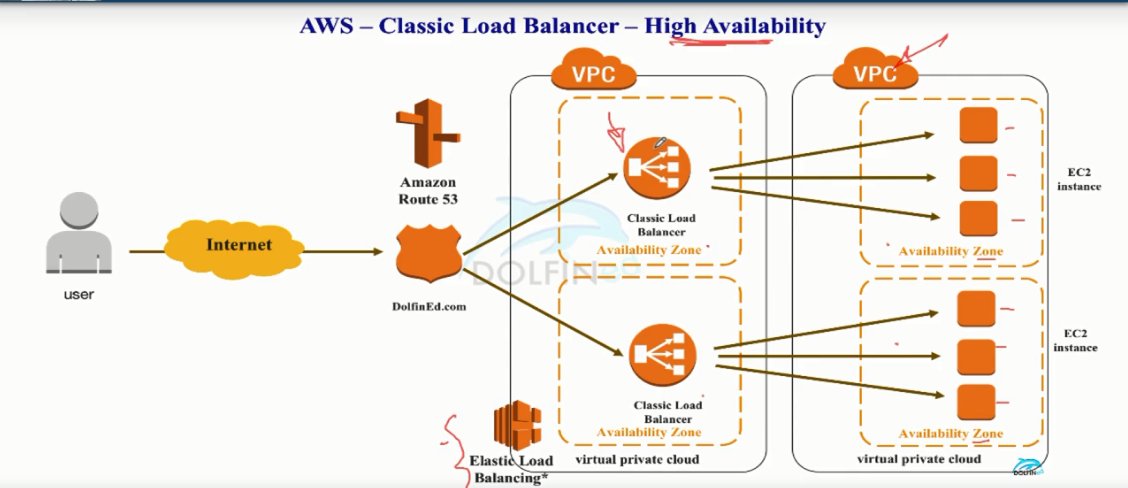 AWS – Classic Load Balancer – High Availability
VPC
VPC
Amazon
Route 53
user
Internet
DolfinEd.com
Classic Load
Balancer
Availability Zone
Availability Zone
EC2
instance
DOLFINED
Classic Load
Balancer
Availability Zone
Availability Zone
EC2
instance
Elastic Load
Balancing*
virtual private cloud
virtual private cloud
DOLFINED